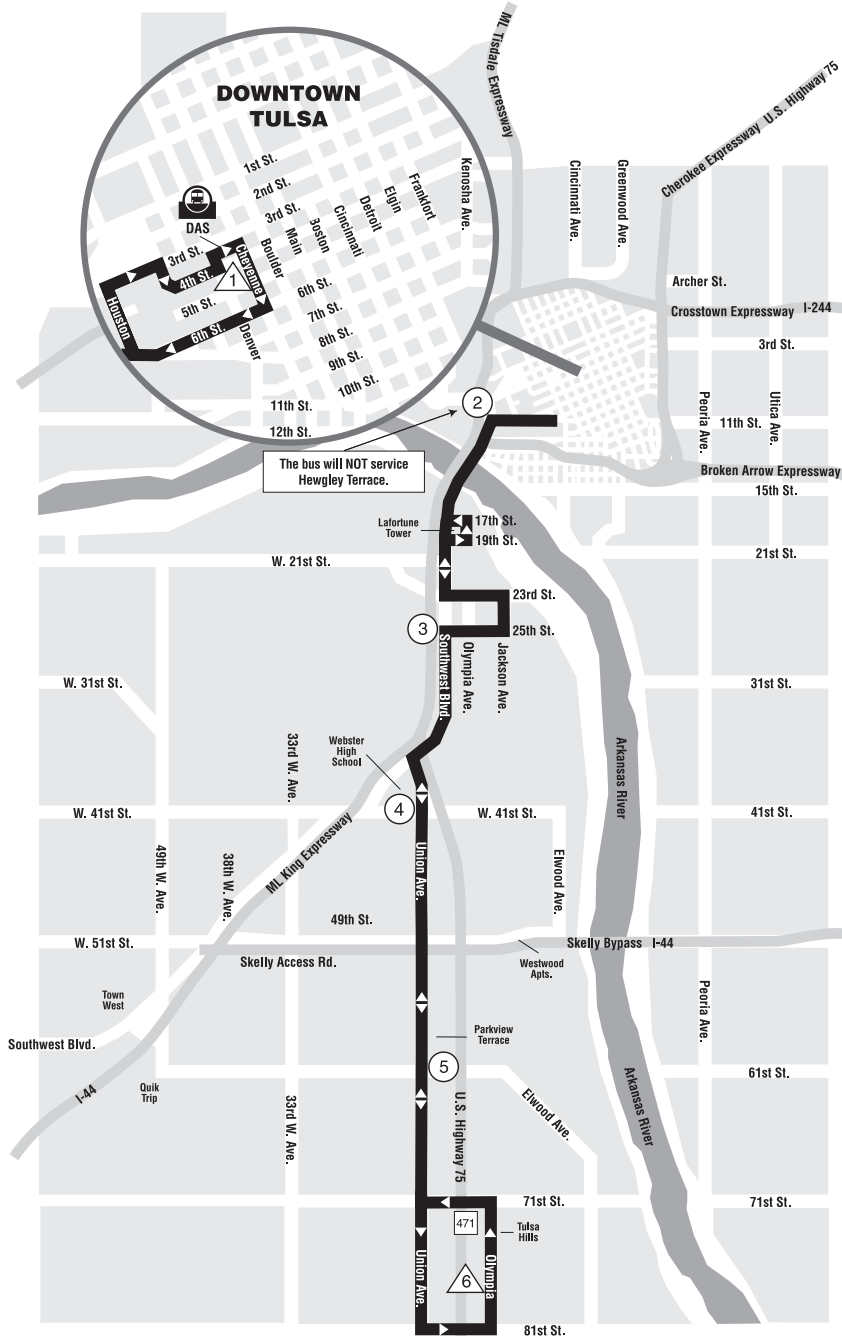 DOWNTOWN
TULSA
1st St.
2nd St.
3rd St.
DAS
3rd St.
4th St.
5th St.
6th St.
Houston
Cheyenne
1
Boulder
Main
Boston
Cincinnati
Detroit
Elgin
Frankfort
Denver
6th St.
7th St.
8th St.
9th St.
10th St.
11th St.
12th St.
ML Tisdale Expressway
Cherokee Expressway U.S. Highway 75
Kenosha Ave.
Cincinnati Ave.
Greenwood Ave.
Archer St.
Crosstown Expressway I-244
3rd St.
Peoria Ave.
Utica Ave.
11th St.
Broken Arrow Expressway
15th St.
2
The bus will NOT service
Hewgley Terrace.
Lafortune
Tower
17th St.
19th St.
W. 21st St.
21st St.
23rd St.
3
25th St.
Southwest Blvd.
Olympia Ave.
Jackson Ave.
W. 31st St.
31st St.
33rd W. Ave.
Webster
High
School
Arkansas River
4
W. 41st St.
W. 41st St.
41st St.
49th W. Ave.
38th W. Ave.
ML King Expressway
Union Ave.
Elwood Ave.
49th St.
W. 51st St.
Skelly Access Rd.
Skelly Bypass I-44
Westwood
Apts.
Town
West
Peoria Ave.
Southwest Blvd.
Parkview
Terrace
5
61st St.
I-44
Quik
Trip
33rd W. Ave.
U.S. Highway 75
Elwood Ave.
Arkansas River
71st St.
71st St.
471
Tulsa
Hills
Union Ave.
6
Olympia
81st St.